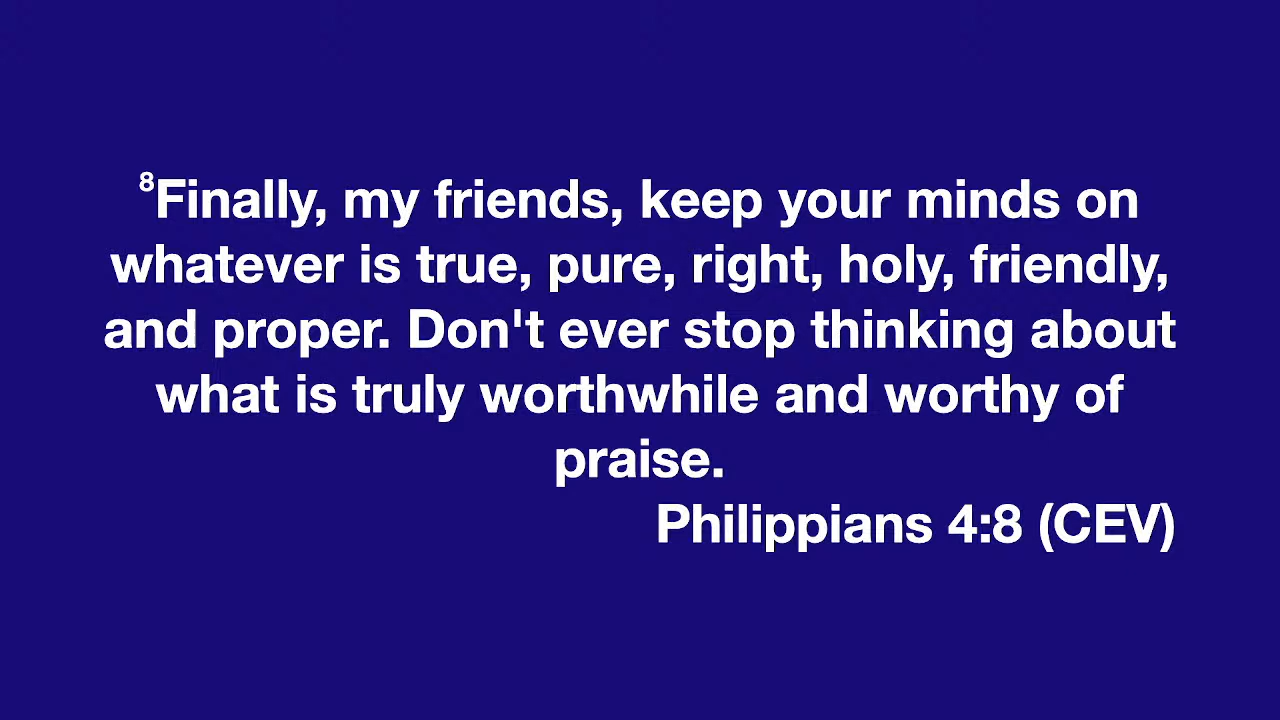 ⁸Finally, my friends, keep your minds on
whatever is true, pure, right, holy, friendly,
and proper. Don't ever stop thinking about
what is truly worthwhile and worthy of
praise.
Philippians 4:8 (CEV)